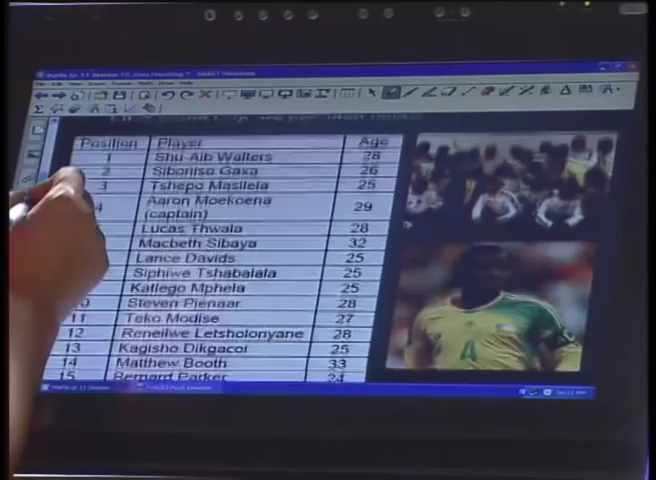 Position Player Age
1 Shu-Aib Walters 28
2 Siboniso Gaxa 26
3 Tshepo Masilela 25
4 Aaron Moekoena 29
(captain)
Lucas Thwala 28
Macbeth Sibaya 32
Lance Davids 25
Siphiwe Tshabalala 25
Katlego Mphela 25
Steven Pienaar 28
11 Teko Modise 27
12 Reneilwe Letsholonyane 28
13 Kagisho Dikgacoi 25
14 Matthew Booth 33
15 Bernard Parker 24
4